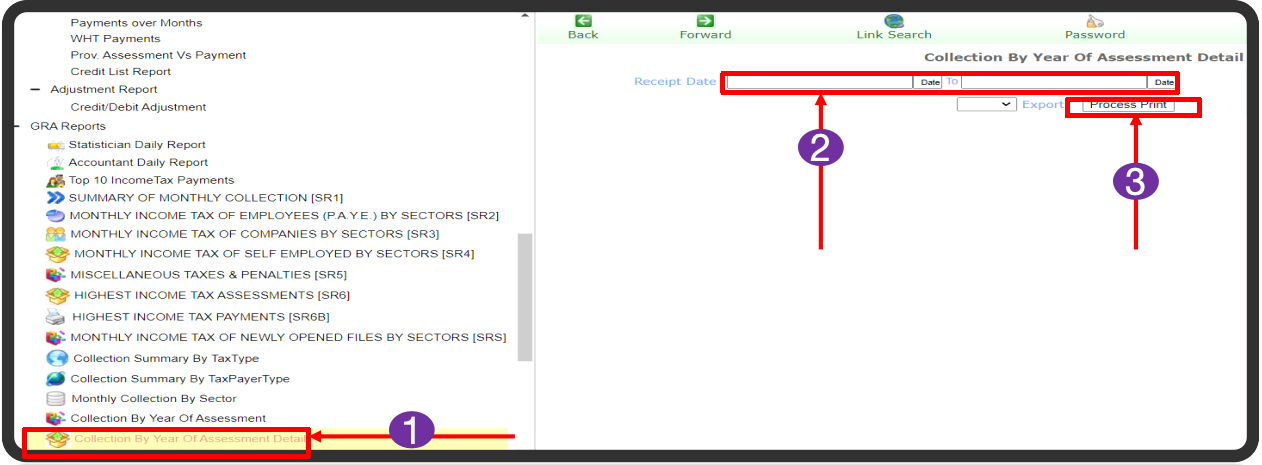 Payments over Months
WHT Payments
Prov. Assessment Vs Payment
Credit List Report
Adjustment Report
Credit/Debit Adjustment
GRA Reports
Statistician Daily Report
Accountant Daily Report
Top 10 IncomeTax Payments
SUMMARY OF MONTHLY COLLECTION [SR1]
MONTHLY INCOME TAX OF EMPLOYEES (P.A.Y.E.) BY SECTORS [SR2]
MONTHLY INCOME TAX OF COMPANIES BY SECTORS [SR3]
MONTHLY INCOME TAX OF SELF EMPLOYED BY SECTORS [SR4]
MISCELLANEOUS TAXES & PENALTIES [SR5]
HIGHEST INCOME TAX ASSESSMENTS [SR6]
HIGHEST INCOME TAX PAYMENTS [SR6B]
MONTHLY INCOME TAX OF NEWLY OPENED FILES BY SECTORS [SRS]
Collection Summary By TaxType
Collection Summary By TaxPayerType
Monthly Collection By Sector
Collection By Year Of Assessment
Collection By Year Of Assessment Detail
1
Back Forward Link Search Password
Collection By Year Of Assessment Detail
Receipt Date Date To Date
Export Process Print
2
3